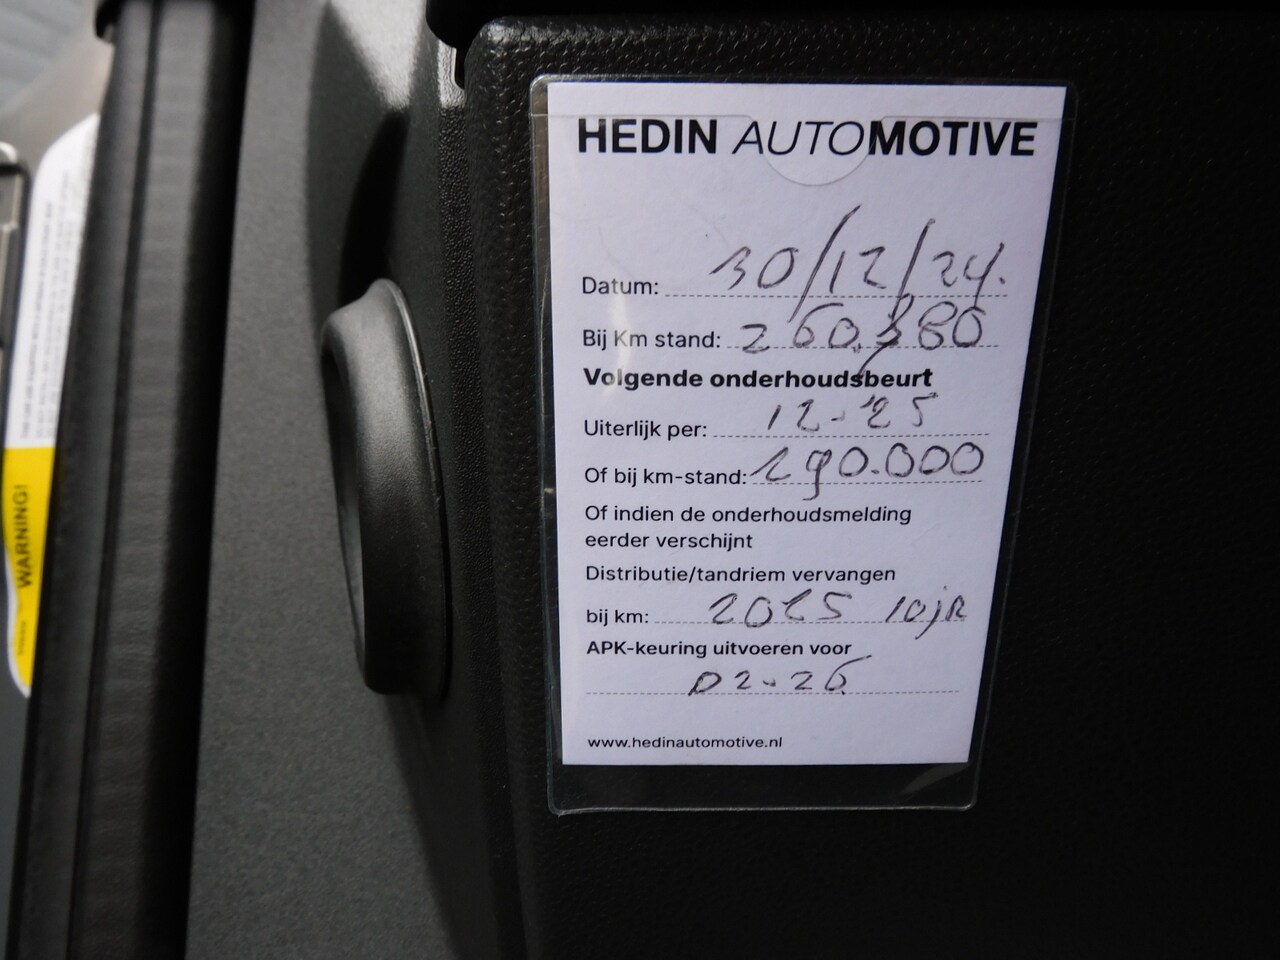 HEDIN AUTOMOTIVE
Datum: 30/12/24.
Bij Km stand: 260.380
Volgende onderhoudsbeurt
Uiterlijk per: 12-'25
Of bij km-stand: 290.000
Of indien de onderhoudsmelding
eerder verschijnt
Distributie/tandriem vervangen
bij km: 2025 10jR
APK-keuring uitvoeren voor
02-26
www.hedinautomotive.nl
WARNING!